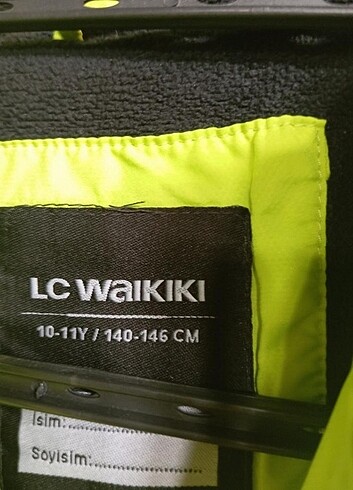 LC WAIKIKI
10-11Y / 140-146 CM
İsim:
Soyisim: